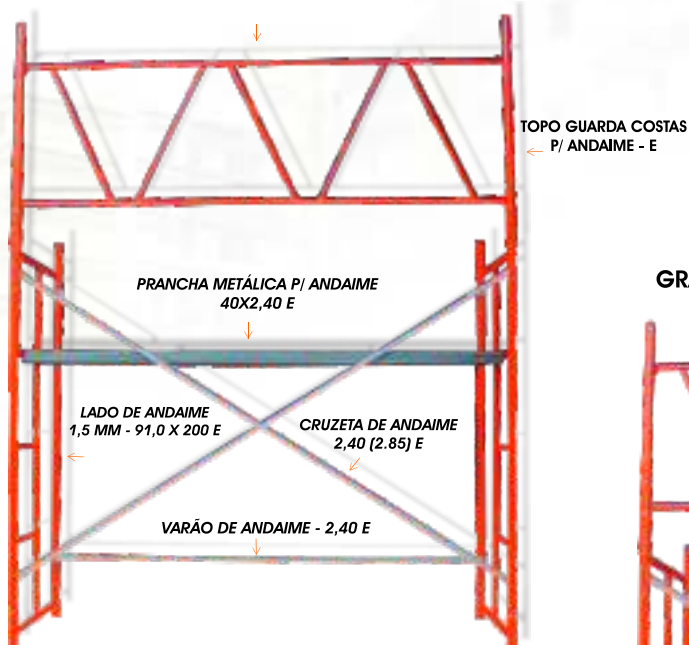 TOPO GUARDA COSTAS
P/ ANDAIME - E
PRANCHA METÁLICA P/ ANDAIME
40X2,40 E
LADO DE ANDAIME
1,5 MM - 91,0 X 200 E
CRUZETA DE ANDAIME
2,40 (2.85) E
VARÃO DE ANDAIME - 2,40 E